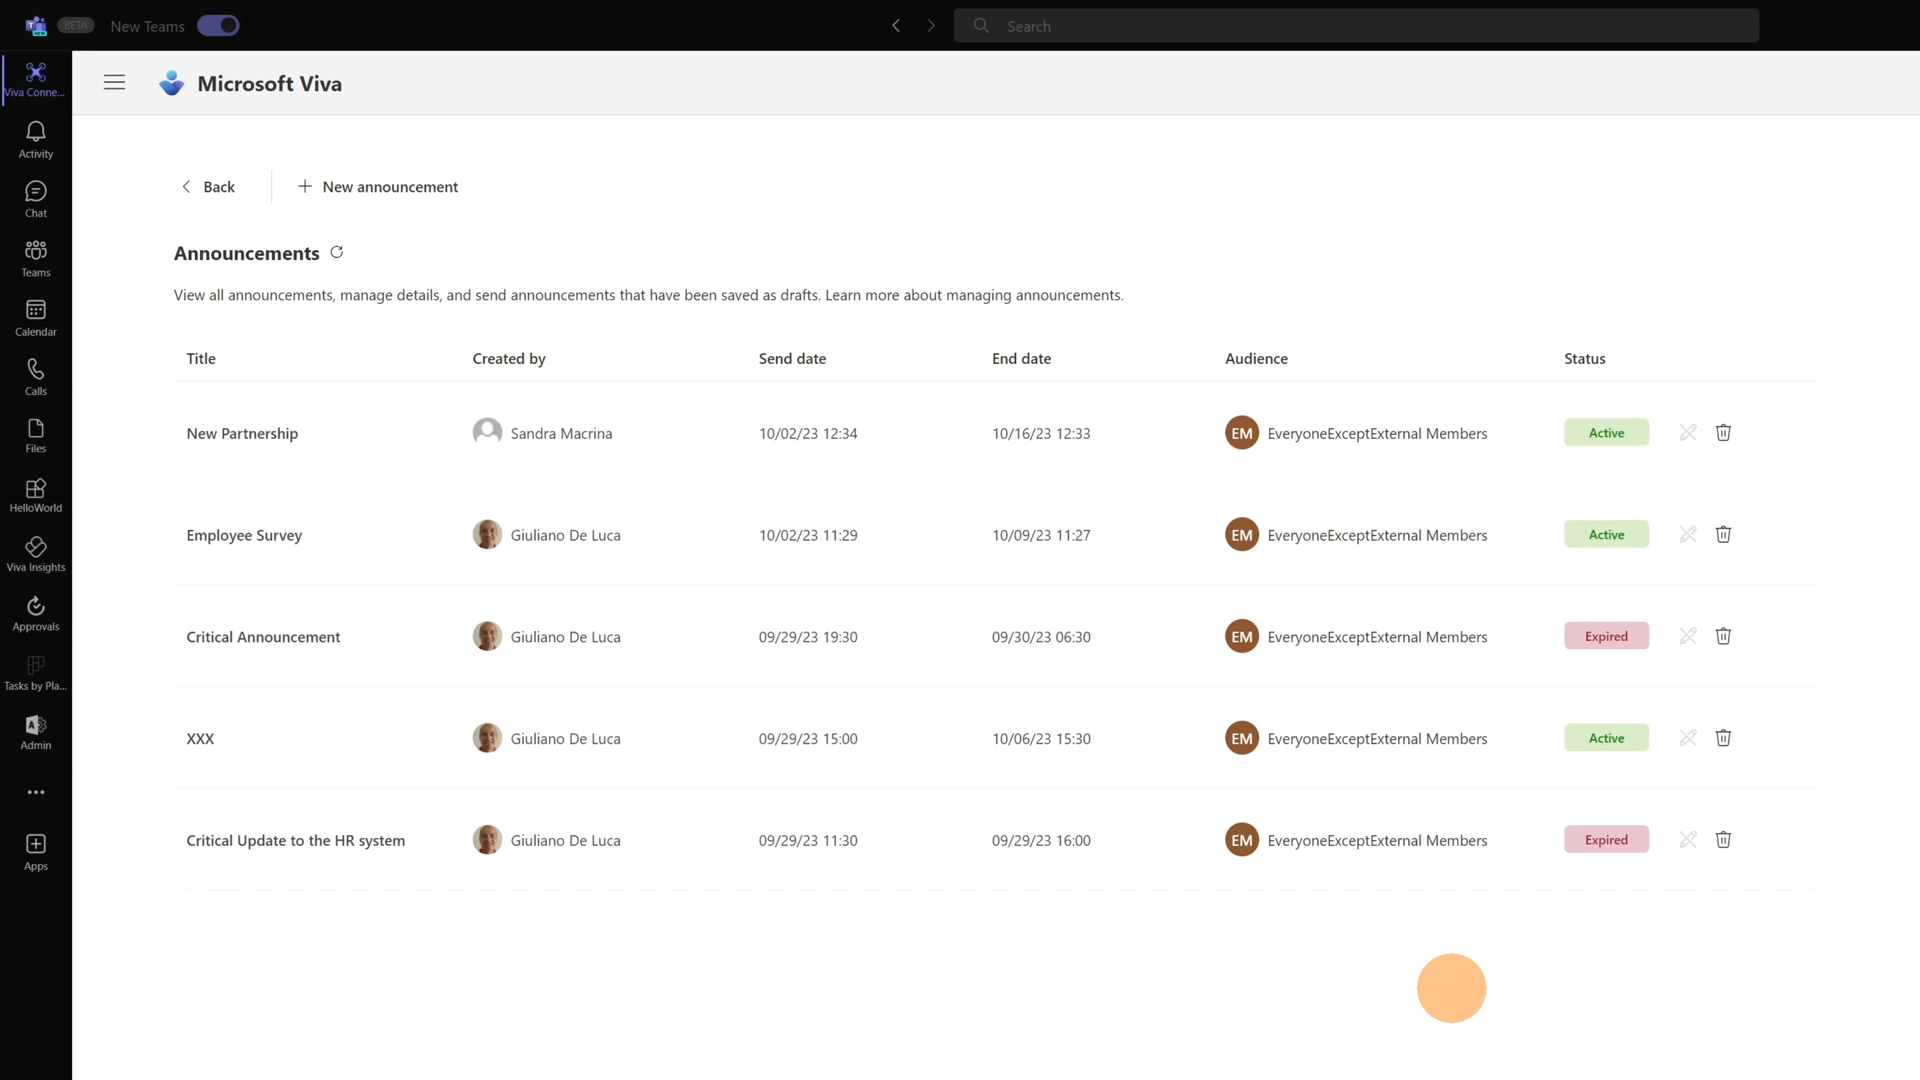 BETA New Teams Search
Viva Conne...
Activity
Chat
Teams
Calendar
Calls
Files
HelloWorld
Viva Insights
Approvals
Tasks by Pla...
Admin
Apps
Microsoft Viva
Back New announcement
Announcements
View all announcements, manage details, and send announcements that have been saved as drafts. Learn more about managing announcements.
Title Created by Send date End date Audience Status
New Partnership Sandra Macrina 10/02/23 12:34 10/16/23 12:33 EM EveryoneExceptExternal Members Active
Employee Survey Giuliano De Luca 10/02/23 11:29 10/09/23 11:27 EM EveryoneExceptExternal Members Active
Critical Announcement Giuliano De Luca 09/29/23 19:30 09/30/23 06:30 EM EveryoneExceptExternal Members Expired
XXX Giuliano De Luca 09/29/23 15:00 10/06/23 15:30 EM EveryoneExceptExternal Members Active
Critical Update to the HR system Giuliano De Luca 09/29/23 11:30 09/29/23 16:00 EM EveryoneExceptExternal Members Expired